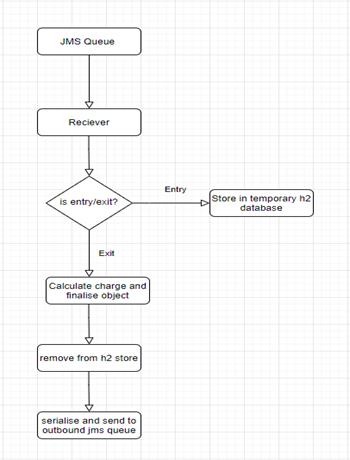 JMS Queue
Reciever
is entry/exit?
Entry
Store in temporary h2
database
Exit
Calculate charge and
finalise object
remove from h2 store
serialise and send to
outbound jms queue